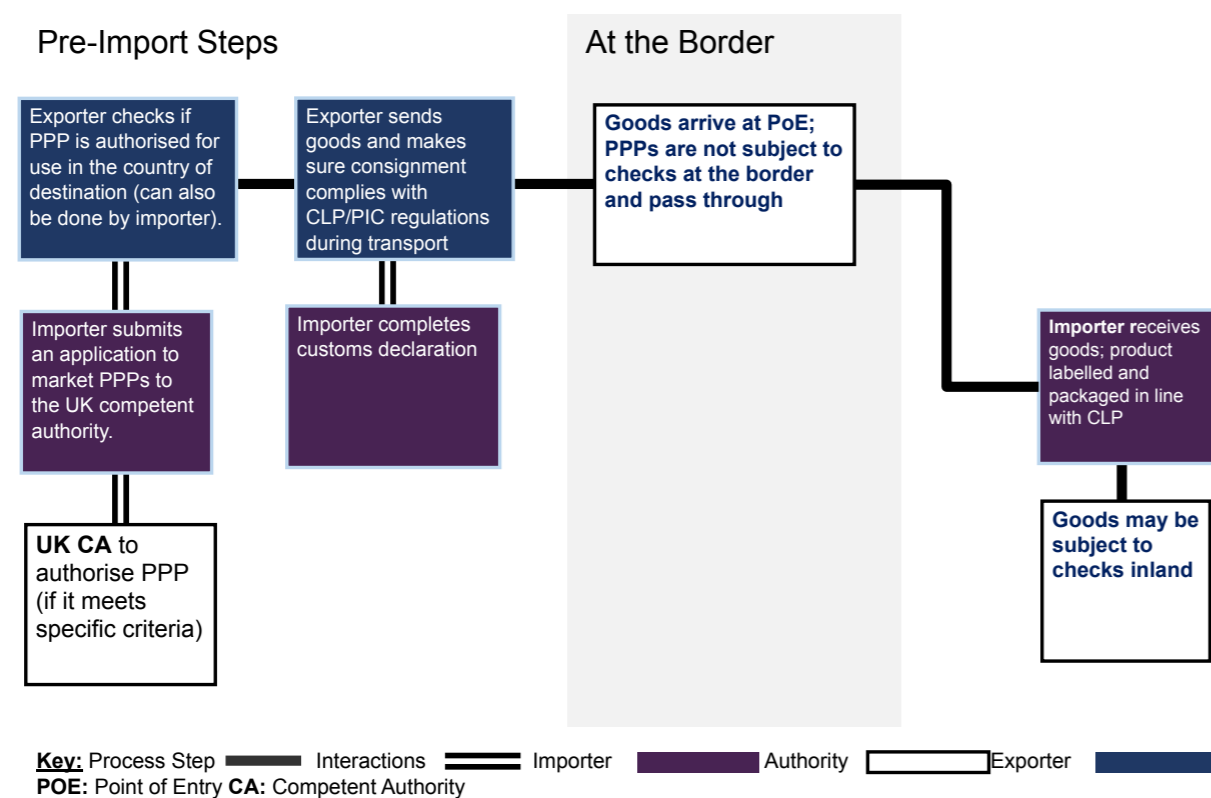 Pre-Import Steps
At the Border
Exporter checks if
PPP is authorised for
use in the country of
destination (can also
be done by importer).
Exporter sends
goods and makes
sure consignment
complies with
CLP/PIC regulations
during transport
Goods arrive at PoE;
PPPs are not subject to
checks at the border
and pass through
Importer submits
an application to
market PPPs to
the UK competent
authority.
Importer completes
customs declaration
Importer receives
goods; product
labelled and
packaged in line
with CLP
UK CA to
authorise PPP
(if it meets
specific criteria)
Goods may be
subject to
checks inland
Key: Process Step Interactions Importer Authority Exporter
POE: Point of Entry CA: Competent Authority